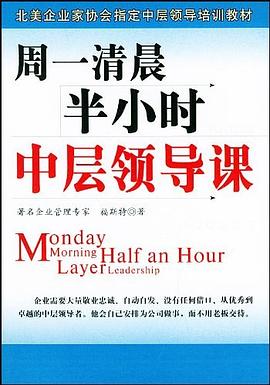 北美企业家协会指定中层领导培训教材
周一清晨
半小时
中层领导课
著名企业管理专家 福斯特◎著
Monday
Morning Half an Hour
Layer Leadership
企业需要大量敬业忠诚、自动自发、没有任何借口、从优秀到
卓越的中层领导者。他会自己安排为公司做事,而不用老板交待。